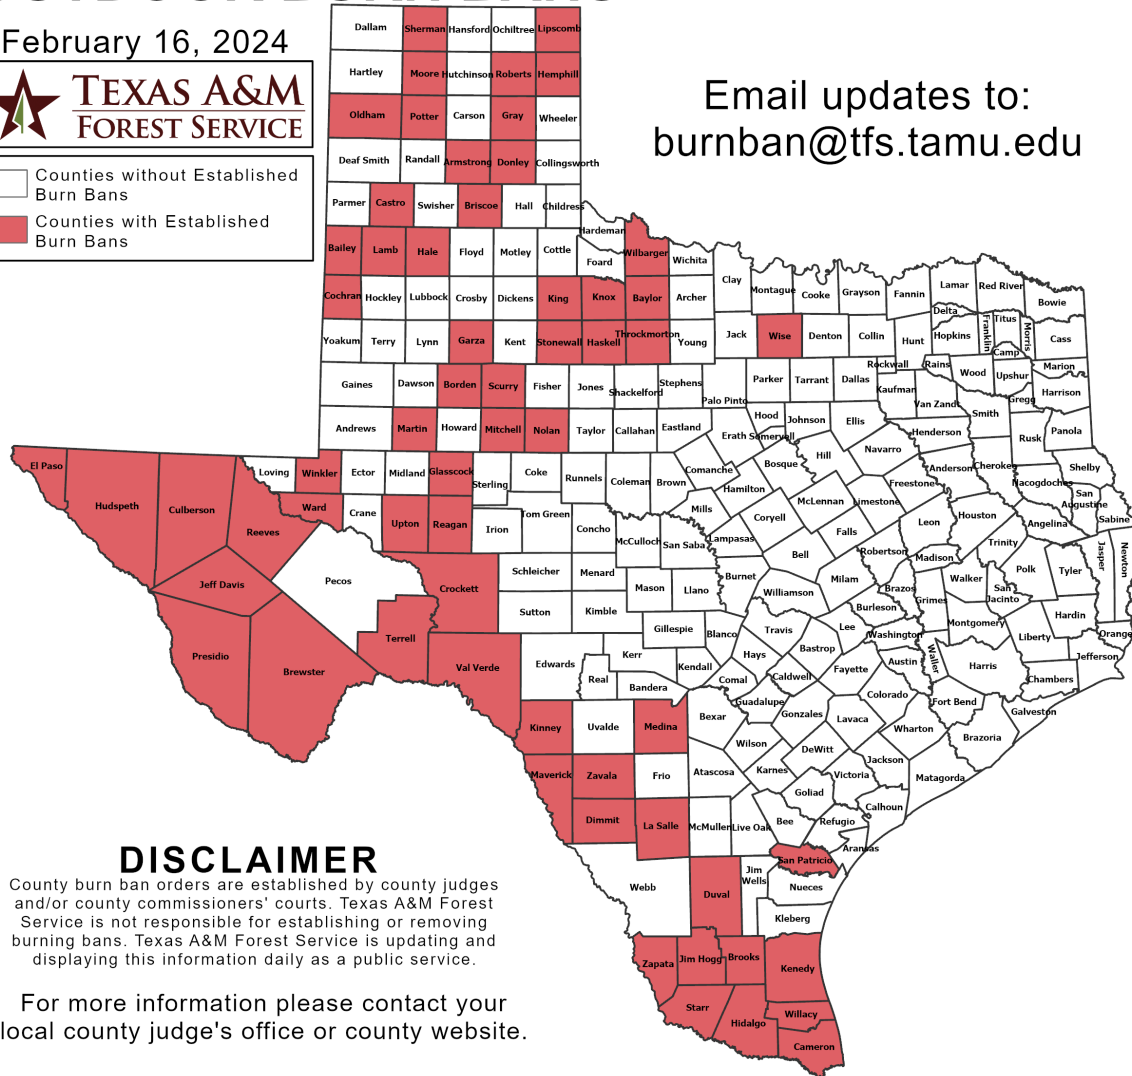 February 16, 2024
TEXAS A&M
FOREST SERVICE
Counties without Established
Burn Bans
Counties with Established
Burn Bans
Email updates to:
burnban@tfs.tamu.edu
Dallam Sherman Hansford Ochiltree Lipscomb
Hartley Moore Hutchinson Roberts Hemphill
Oldham Potter Carson Gray Wheeler
Deaf Smith Randall Armstrong Donley Collingsworth
Parmer Castro Swisher Briscoe Hall Childress
Hardeman
Bailey Lamb Hale Floyd Motley Cottle Foard Wilbarger Wichita
Clay Montague Cooke Grayson Fannin Lamar Red River Bowie
Cochran Hockley Lubbock Crosby Dickens King Knox Baylor Archer
Delta Franklin Titus Morris Cass
Yoakum Terry Lynn Garza Kent Stonewall Haskell Throckmorton Young Jack Wise Denton Collin Hunt Hopkins
Camp Rockwall Rains Wood Upshur Marion
Gaines Dawson Borden Scurry Fisher Jones Shackelford Stephens Palo Pinto Parker Tarrant Dallas Kaufman Van Zandt Smith Gregg Harrison
Andrews Martin Howard Mitchell Nolan Taylor Callahan Eastland Erath Hood Somervell Johnson Ellis Henderson Rusk Panola
El Paso Hudspeth Culberson Reeves Loving Winkler Ector Midland Glasscock Sterling Coke Runnels Coleman Brown Comanche Bosque Hill Navarro Anderson Cherokee Shelby
Ward Crane Upton Reagan Irion Tom Green Concho McCulloch San Saba Mills Hamilton Coryell McLennan Limestone Freestone Leon Houston Nacogdoches San Augustine Sabine
Angelina Trinity Lampasas Bell Falls Robertson Madison
Jeff Davis Pecos Crockett Schleicher Menard Mason Llano Burnet Williamson Milam Brazos Grimes Walker San Jacinto Polk Tyler Jasper Newton
Presidio Brewster Terrell Val Verde Sutton Kimble Gillespie Blanco Travis Lee Burleson Washington Montgomery Liberty Hardin Orange
Edwards Real Kerr Bandera Kendall Hays Comal Caldwell Bastrop Fayette Austin Waller Harris Chambers Jefferson
Kinney Uvalde Medina Bexar Guadalupe Gonzales Lavaca Colorado Wharton Fort Bend Brazoria Galveston
Maverick Zavala Frio Atascosa Wilson Karnes DeWitt Victoria Jackson Matagorda
Dimmit La Salle McMullen Live Oak Bee Goliad Refugio Calhoun Aransas
Webb Duval Jim Wells San Patricio Nueces Kleberg
Zapata Jim Hogg Brooks Kenedy
Starr Hidalgo Willacy Cameron
DISCLAIMER
County burn ban orders are established by county judges
and/or county commissioners' courts. Texas A&M Forest
Service is not responsible for establishing or removing
burning bans. Texas A&M Forest Service is updating and
displaying this information daily as a public service.
For more information please contact your
local county judge's office or county website.